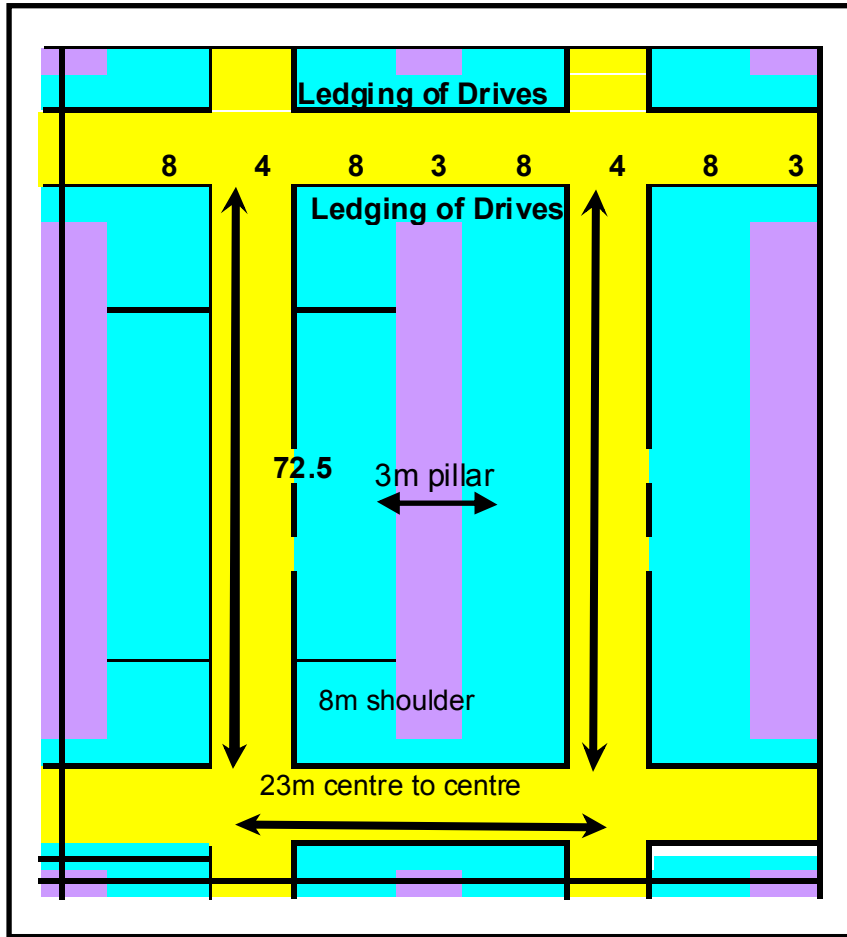 Ledging of Drives
8 4 8 3 8 4 8 3
Ledging of Drives
72.5
3m pillar
8m shoulder
23m centre to centre